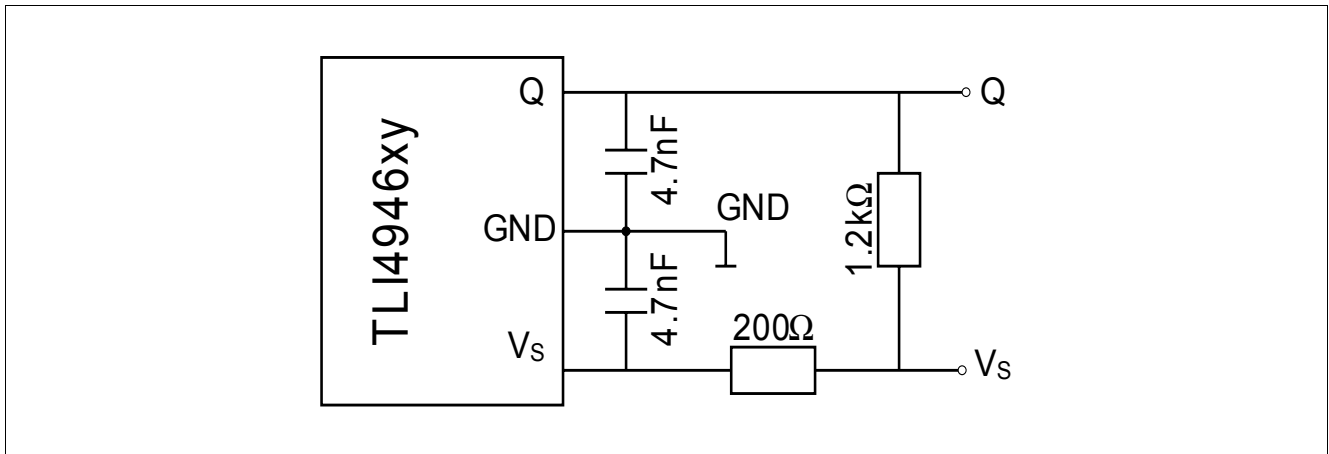 TLI4946xy
Q
Q
4.7nF
GND
GND
1.2kΩ
4.7nF
200Ω
VS
VS